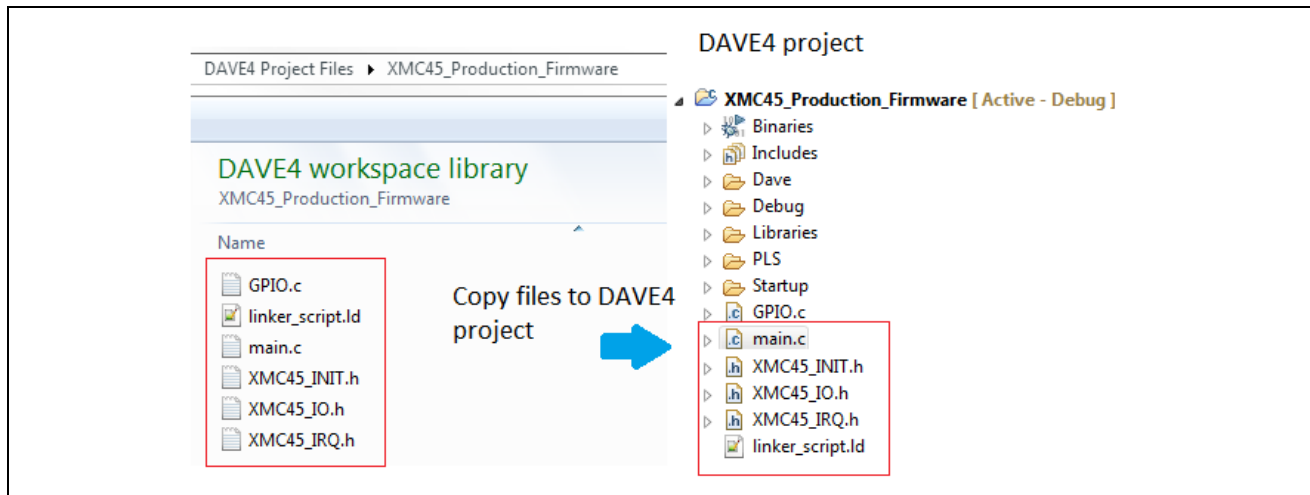 DAVE4 Project Files ▸ XMC45_Production_Firmware
DAVE4 workspace library
XMC45_Production_Firmware
Name
GPIO.c
linker_script.ld
main.c
XMC45_INIT.h
XMC45_IO.h
XMC45_IRQ.h
Copy files to DAVE4
project
DAVE4 project
XMC45_Production_Firmware [ Active - Debug ]
Binaries
Includes
Dave
Debug
Libraries
PLS
Startup
GPIO.c
main.c
XMC45_INIT.h
XMC45_IO.h
XMC45_IRQ.h
linker_script.ld